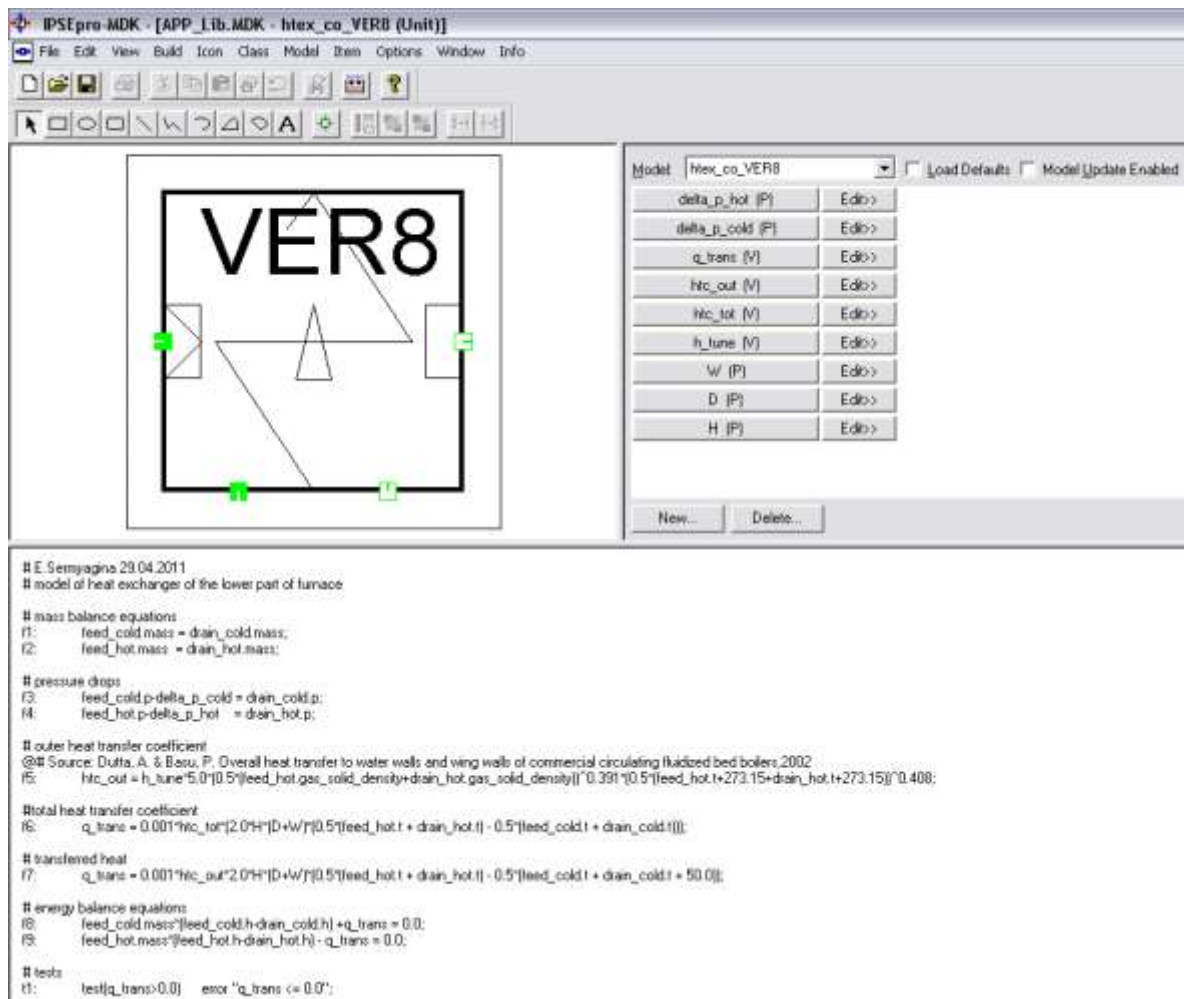 IPSEpro-MDK - [APP_Lib.MDK - htex_co_VER8 (Unit)]
File Edit View Build Icon Class Model Item Options Window Info
A
VER8
Model: htex_co_VER8 Load Defaults Model Update Enabled
delta_p_hot (P) Edit>>
delta_p_cold (P) Edit>>
q_trans (V) Edit>>
htc_out (V) Edit>>
htc_tot (V) Edit>>
h_tune (V) Edit>>
W (P) Edit>>
D (P) Edit>>
H (P) Edit>>
New... Delete...
# E.Sermyagina 29.04.2011
# model of heat exchanger of the lower part of furnace
# mass balance equations
f1: feed_cold.mass = drain_cold.mass;
f2: feed_hot.mass = drain_hot.mass;
# pressure drops
f3: feed_cold.p-delta_p_cold = drain_cold.p;
f4: feed_hot.p-delta_p_hot = drain_hot.p;
# outer heat transfer coefficient
@# Source: Dutta, A. & Basu, P. Overall heat transfer to water walls and wing walls of commercial circulating fluidized bed boilers,2002
f5: htc_out = h_tune*5.0*(0.5*(feed_hot.gas_solid_density+drain_hot.gas_solid_density))^0.391*(0.5*(feed_hot.t+273.15+drain_hot.t+273.15))^0.408;
#total heat transfer coefficient
f6: q_trans = 0.001*htc_tot*(2.0*H*(D+W)*(0.5*(feed_hot.t + drain_hot.t) - 0.5*(feed_cold.t + drain_cold.t)));
# transferred heat
f7: q_trans = 0.001*htc_out*2.0*H*(D+W)*(0.5*(feed_hot.t + drain_hot.t) - 0.5*(feed_cold.t + drain_cold.t + 50.0));
# energy balance equations
f8: feed_cold.mass*(feed_cold.h-drain_cold.h) +q_trans = 0.0;
f9: feed_hot.mass*(feed_hot.h-drain_hot.h) - q_trans = 0.0;
# tests
t1: test(q_trans>0.0) error "q_trans <= 0.0";